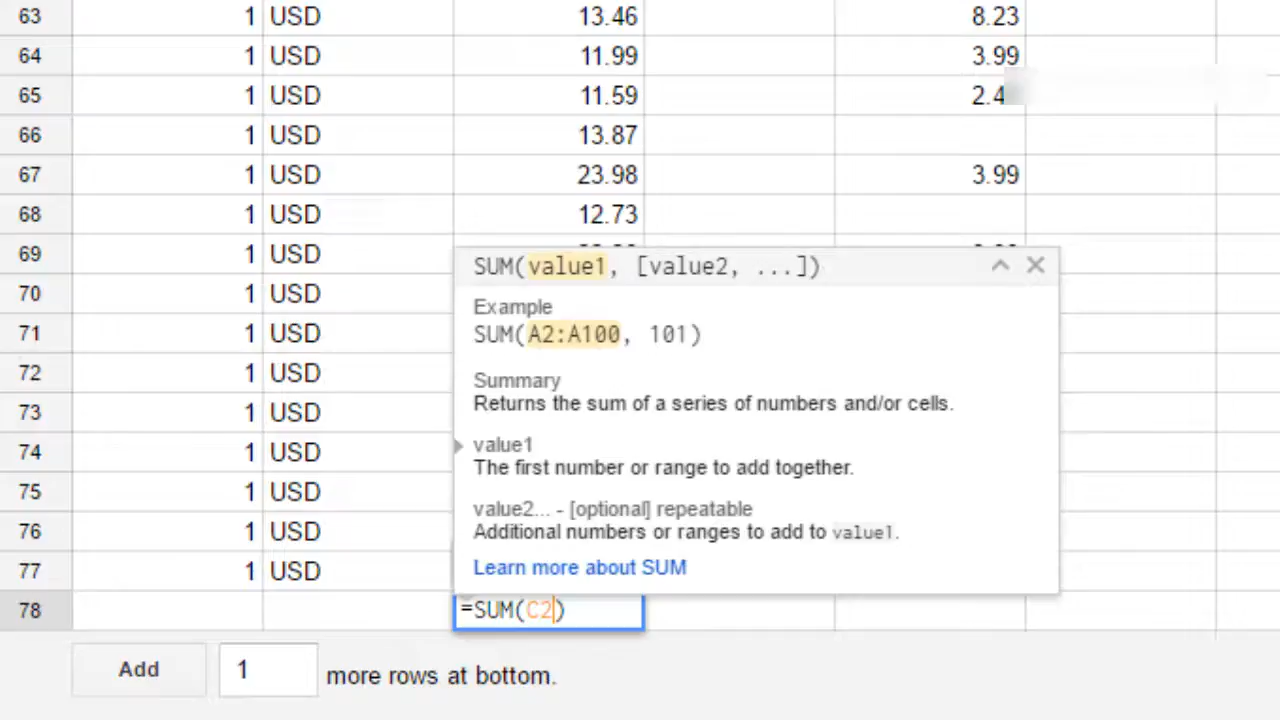 63 1 USD 13.46 8.23
64 1 USD 11.99 3.99
65 1 USD 11.59 2.4
66 1 USD 13.87
67 1 USD 23.98 3.99
68 1 USD 12.73
69 1 USD
SUM(value1, [value2, ...])
70 1 USD
Example
71 1 USD
SUM(A2:A100, 101)
72 1 USD
Summary
Returns the sum of a series of numbers and/or cells.
73 1 USD
74 1 USD
value1
The first number or range to add together.
75 1 USD
value2... - [optional] repeatable
76 1 USD
Additional numbers or ranges to add to value1.
77 1 USD
Learn more about SUM
78 =SUM(C2)
Add 1 more rows at bottom.